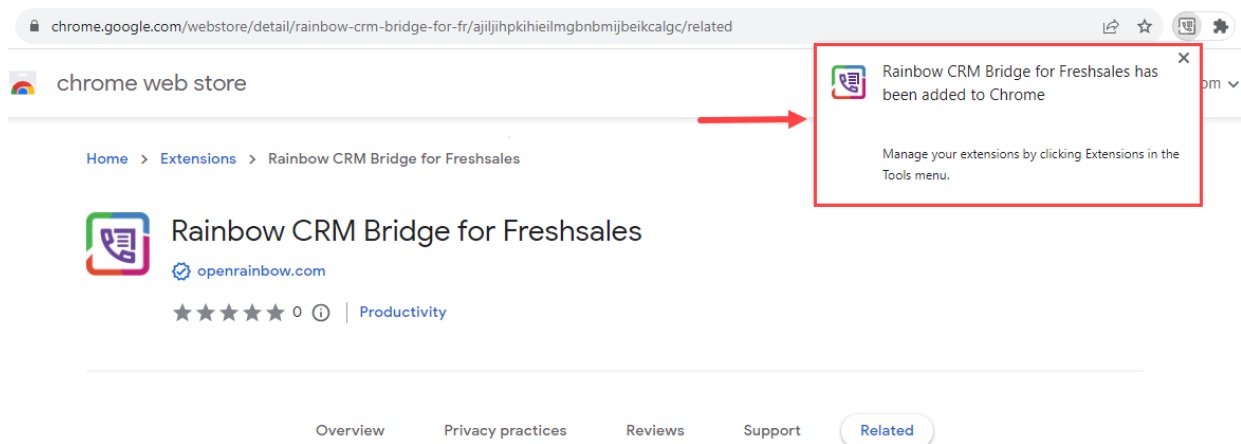 chrome.google.com/webstore/detail/rainbow-crm-bridge-for-fr/ajiljihpkihieilmgbnbmijbeikcalgc/related
chrome web store
Rainbow CRM Bridge for Freshsales has
been added to Chrome
om
Manage your extensions by clicking Extensions in the
Tools menu.
Home > Extensions > Rainbow CRM Bridge for Freshsales
Rainbow CRM Bridge for Freshsales
openrainbow.com
0
Productivity
Overview Privacy practices Reviews Support Related